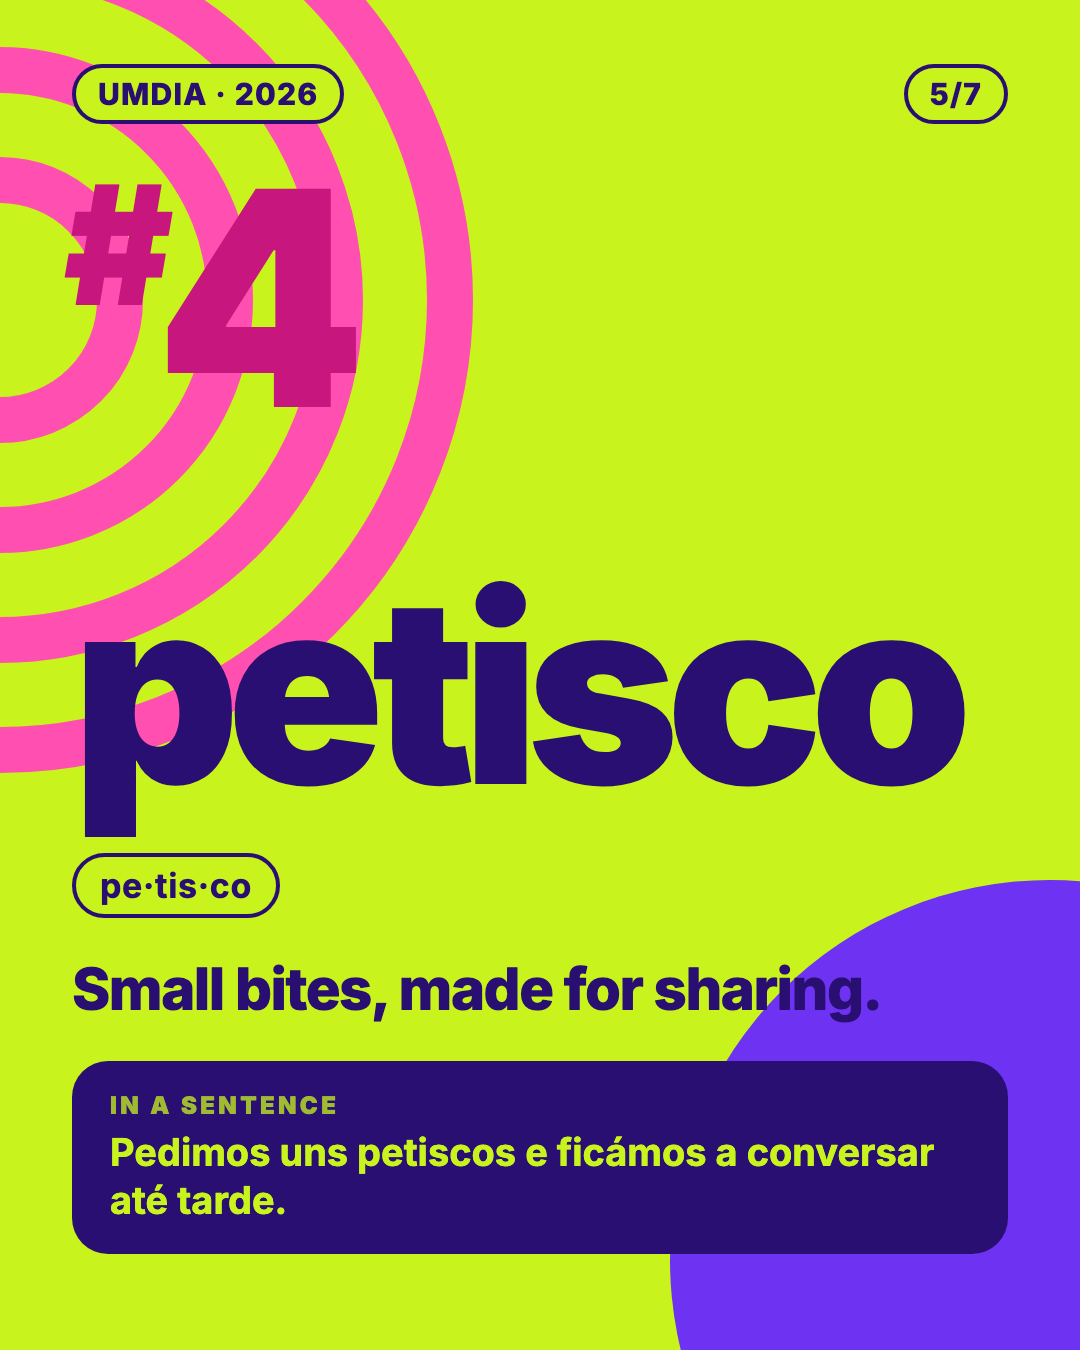 UMDIA · 2026
5/7
#4
petisco
pe·tis·co
Small bites, made for sharing.
IN A SENTENCE
Pedimos uns petiscos e ficámos a conversar
até tarde.